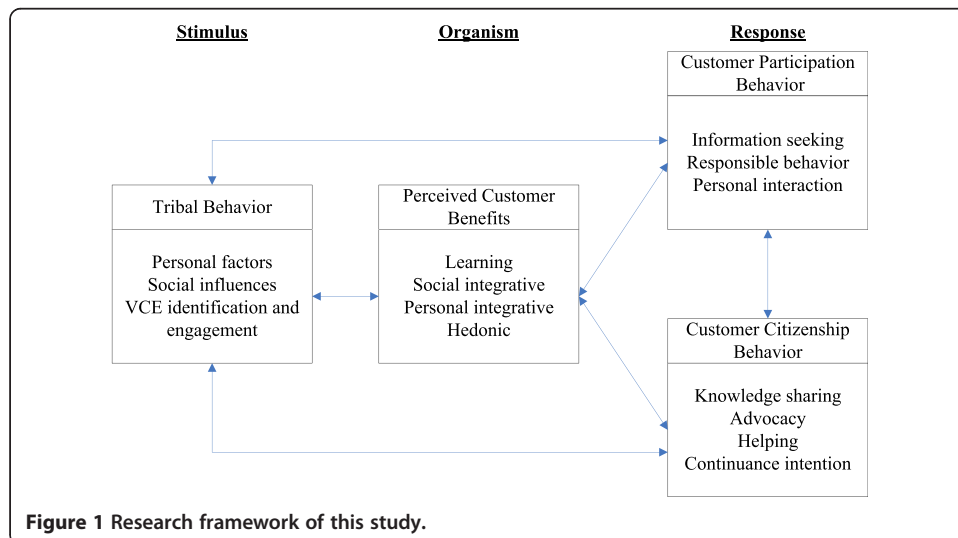 Stimulus
Organism
Response
Tribal Behavior
Personal factors
Social influences
VCE identification and
engagement
Perceived Customer
Benefits
Learning
Social integrative
Personal integrative
Hedonic
Customer Participation
Behavior
Information seeking
Responsible behavior
Personal interaction
Customer Citizenship
Behavior
Knowledge sharing
Advocacy
Helping
Continuance intention
Figure 1 Research framework of this study.